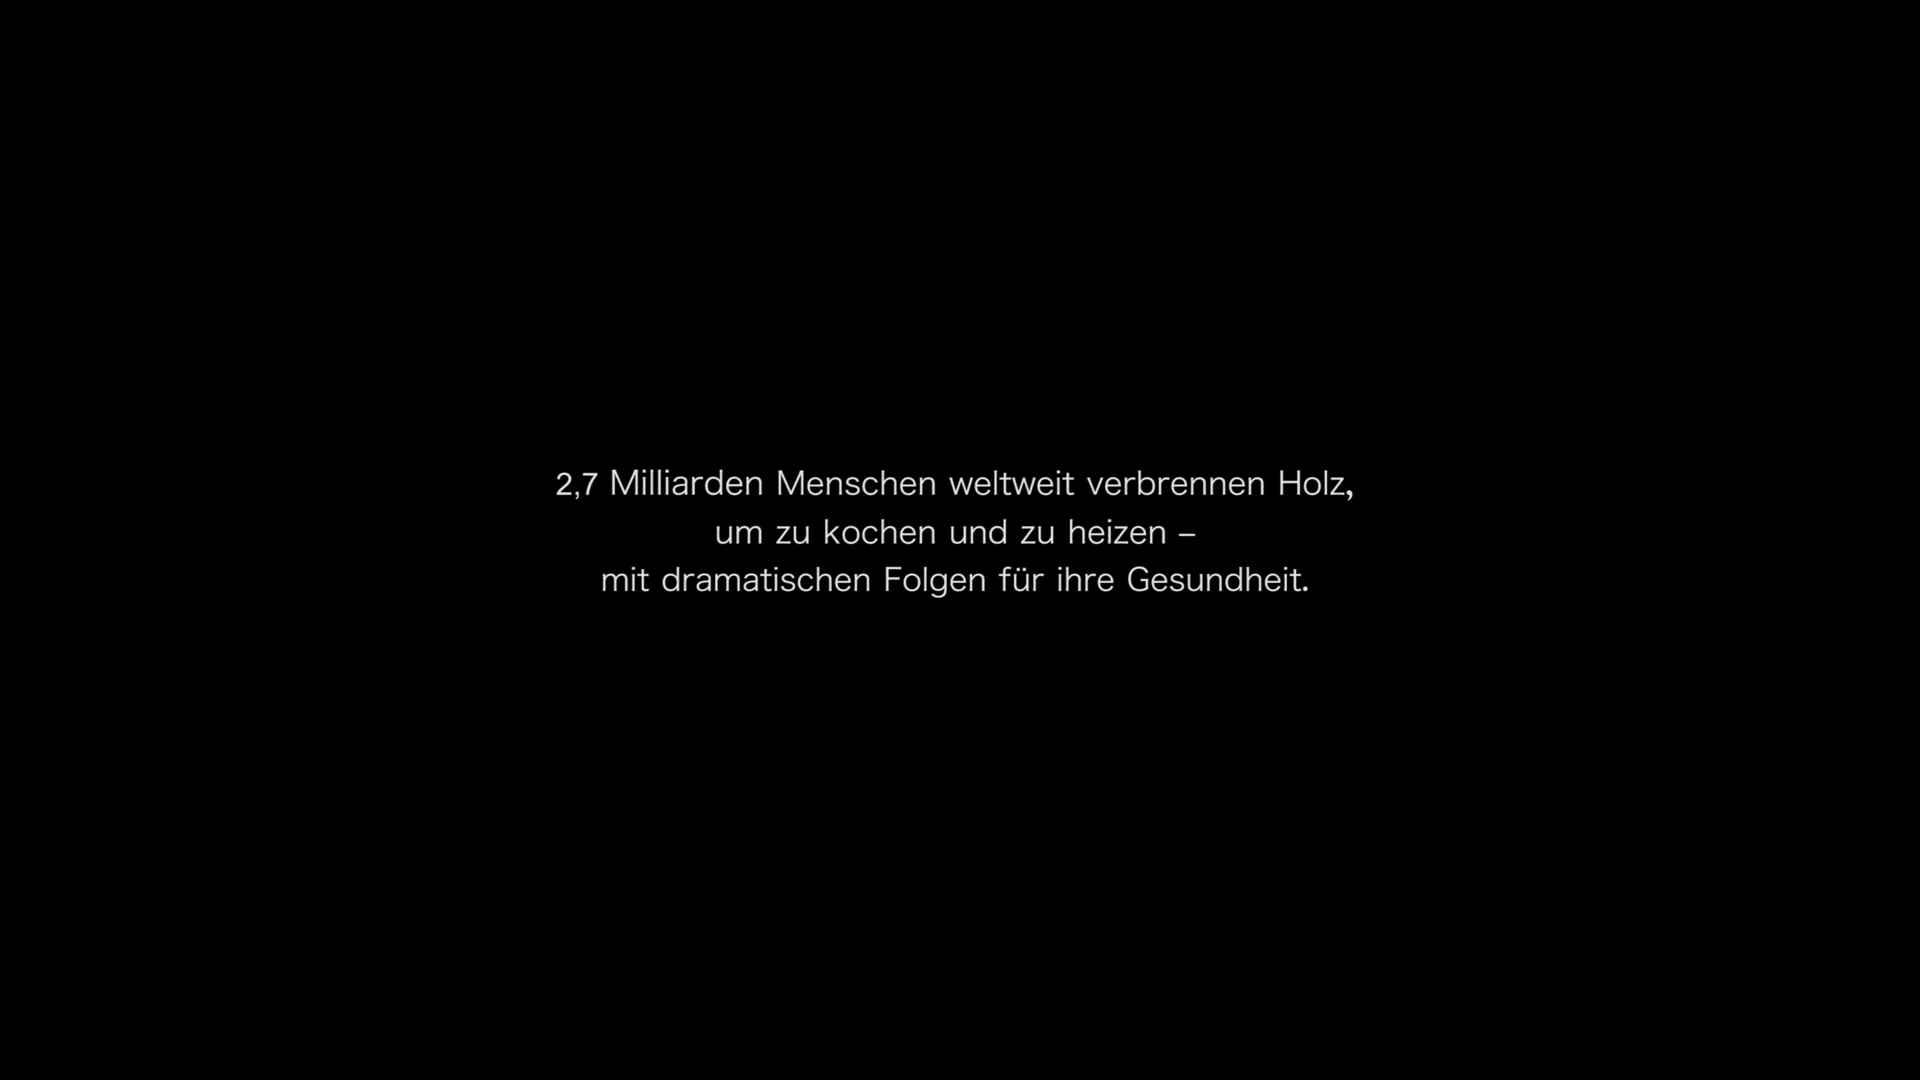 2,7 Milliarden Menschen weltweit verbrennen Holz,
um zu kochen und zu heizen –
mit dramatischen Folgen für ihre Gesundheit.